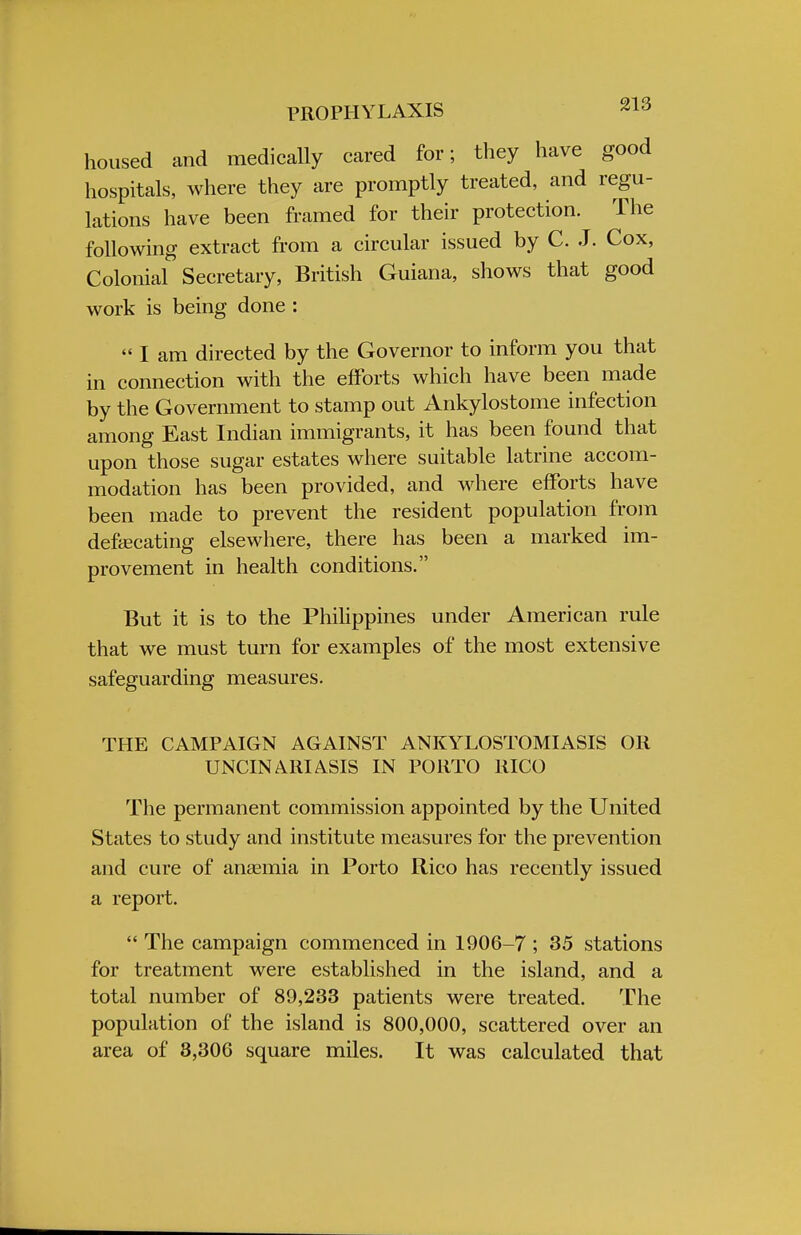 PROPHYLAXIS 213
housed and medically cared for; they have good
hospitals, where they are promptly treated, and regu-
lations have been framed for their protection. The
following extract from a circular issued by C. J. Cox,
Colonial Secretary, British Guiana, shows that good
work is being done :
“ I am directed by the Governor to inform you that
in connection with the efforts which have been made
by the Government to stamp out Ankylostome infection
among East Indian immigrants, it has been found that
upon those sugar estates where suitable latrine accom-
modation has been provided, and where efforts have
been made to prevent the resident population from
defæcating elsewhere, there has been a marked im-
provement in health conditions.”
But it is to the Philippines under American rule
that we must turn for examples of the most extensive
safeguarding measures.
THE CAMPAIGN AGAINST ANKYLOSTOMIASIS OR
UNCINARIASIS IN PORTO RICO
The permanent commission appointed by the United
States to study and institute measures for the prevention
and cure of anæmia in Porto Rico has recently issued
a report.
“ The campaign commenced in 1906–7 ; 35 stations
for treatment were established in the island, and a
total number of 89,233 patients were treated. The
population of the island is 800,000, scattered over an
area of 3,306 square miles. It was calculated that